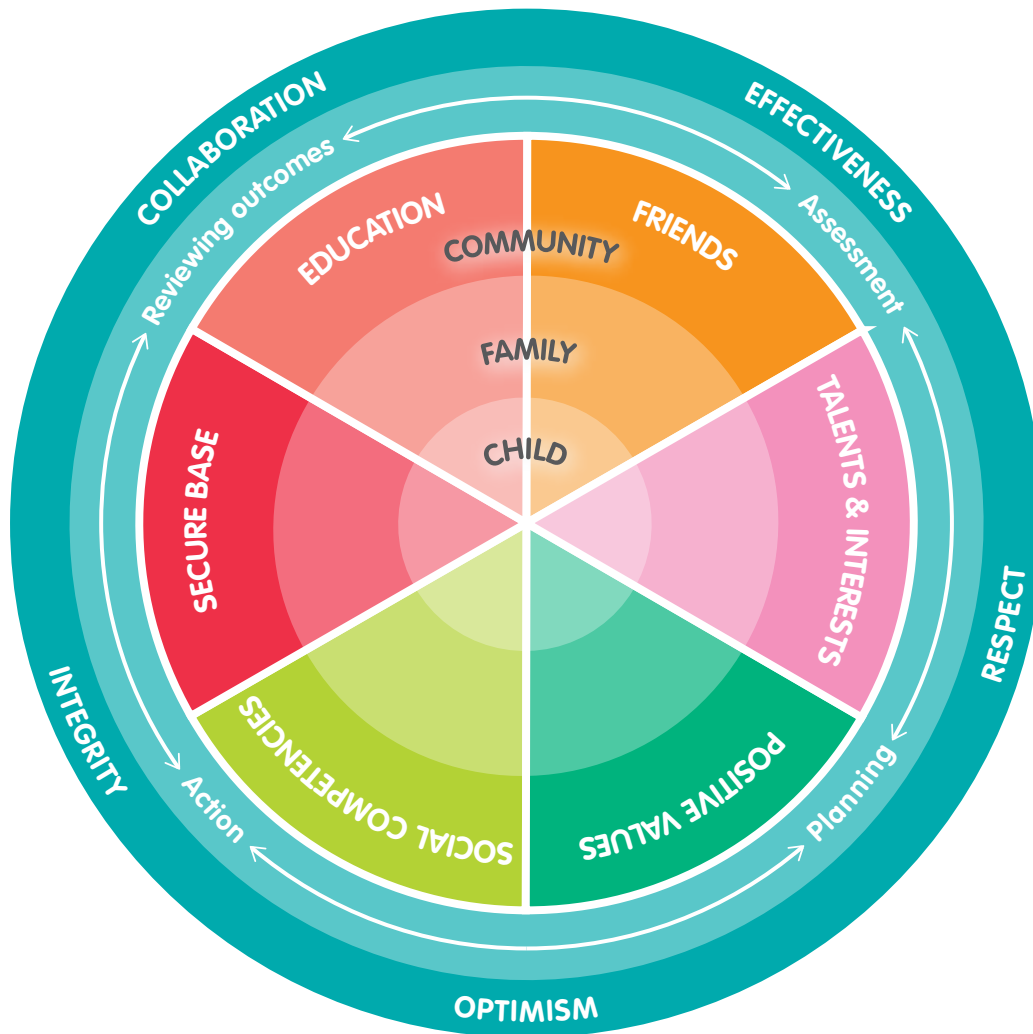 COLLABORATION
EFFECTIVENESS
RESPECT
OPTIMISM
INTEGRITY
Reviewing outcomes
Assessment
Planning
Action
EDUCATION
FRIENDS
TALENTS & INTERESTS
POSITIVE VALUES
SOCIAL COMPETENCIES
SECURE BASE
COMMUNITY
FAMILY
CHILD